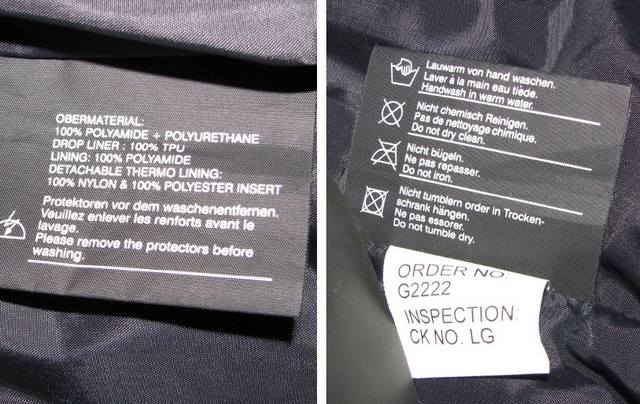 OBERMATERIAL:
100% POLYAMIDE + POLYURETHANE
DROP LINER : 100% TPU
LINING: 100% POLYAMIDE
DETACHABLE THERMO LINING:
100% NYLON & 100% POLYESTER INSERT
Protektoren vor dem waschenentfernen.
Veuillez enlever les renforts avant le
lavage.
Please remove the protectors before
washing.
Lauwarm von hand waschen.
Laver à la main eau tiède.
Handwash in warm water.
Nicht chemisch Reinigen.
Pas de nettoyage chimique.
Do not dry clean.
Nicht bügeln.
Ne pas repasser.
Do not iron.
Nicht tumblern order in Trocken-
schrank hängen.
Ne pas essorer.
Do not tumble dry.
ORDER NO:
G2222
INSPECTION:
CK NO. LG